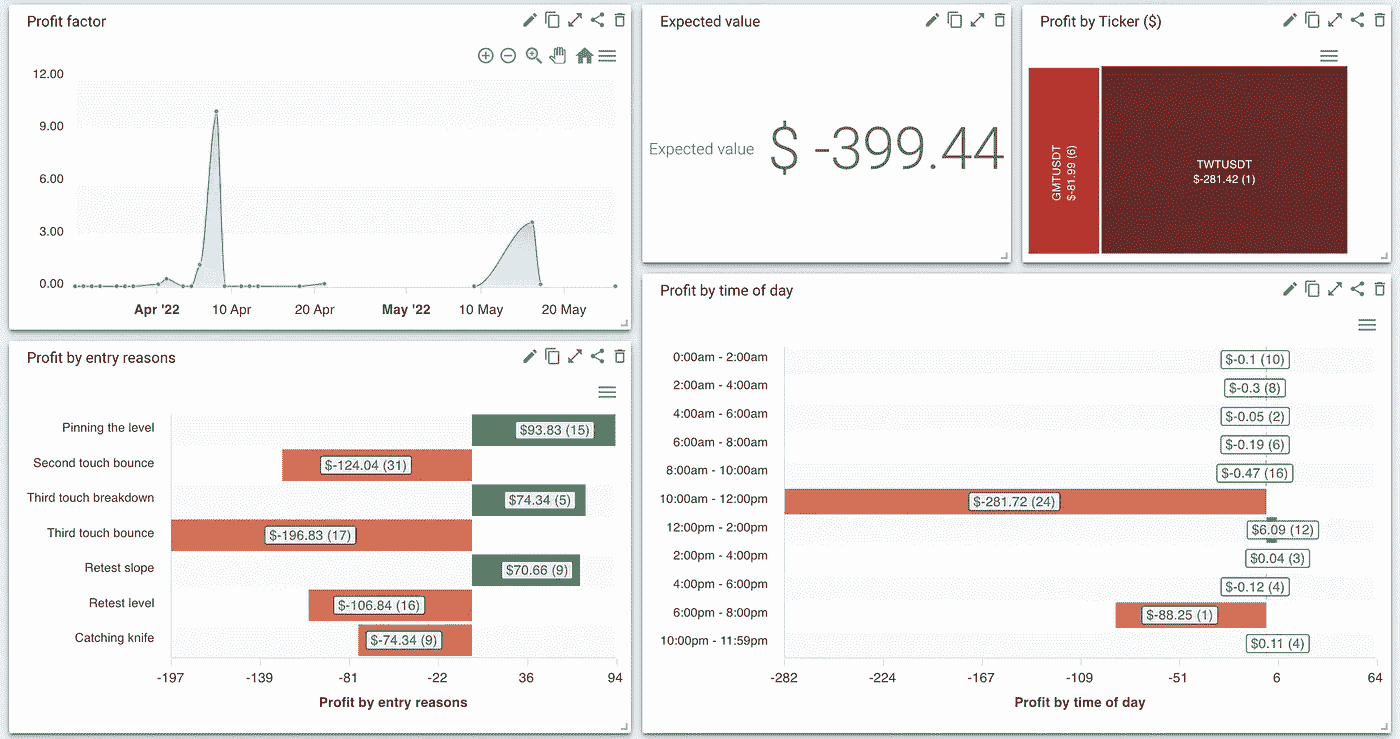 Profit factor
12.00
9.00
6.00
3.00
0.00
Apr '22
10 Apr
20 Apr
May '22
10 May
20 May
Expected value
Expected value
$ -399.44
Profit by Ticker ($)
GMTUSDT
$-81.99 (6)
TWTUSDT
$-281.42 (1)
Profit by entry reasons
Pinning the level
$93.83 (15)
Second touch bounce
$-124.04 (31)
Third touch breakdown
$74.34 (5)
Third touch bounce
$-196.83 (17)
Retest slope
$70.66 (9)
Retest level
$-106.84 (16)
Catching knife
$-74.34 (9)
-197
-139
-81
-22
36
94
Profit by entry reasons
Profit by time of day
0:00am - 2:00am
$-0.1 (10)
2:00am - 4:00am
$-0.3 (8)
4:00am - 6:00am
$-0.05 (2)
6:00am - 8:00am
$-0.19 (6)
8:00am - 10:00am
$-0.47 (16)
10:00am - 12:00pm
$-281.72 (24)
12:00pm - 2:00pm
$6.09 (12)
2:00pm - 4:00pm
$0.04 (3)
4:00pm - 6:00pm
$-0.12 (4)
6:00pm - 8:00pm
$-88.25 (1)
10:00pm - 11:59pm
$0.11 (4)
-282
-224
-167
-109
-51
6
64
Profit by time of day